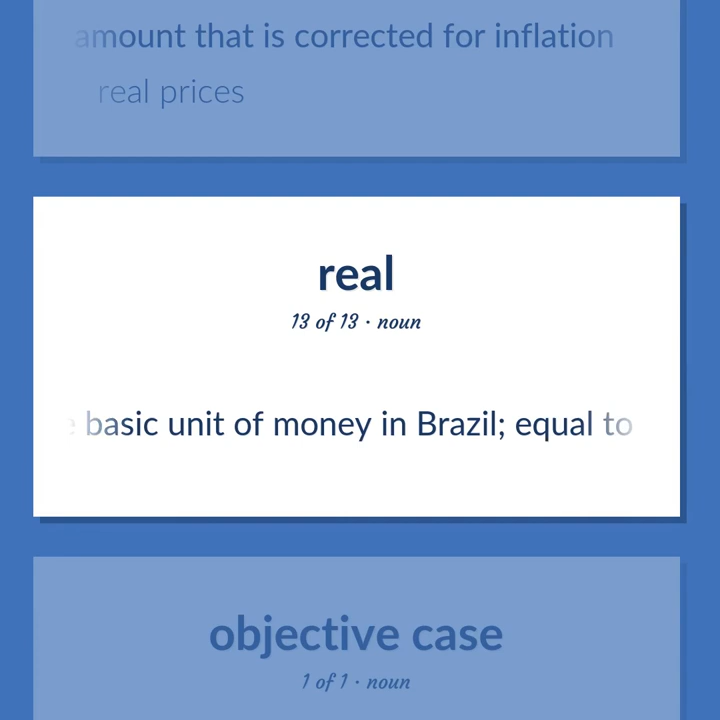 amount that is corrected for inflation
real prices
real
13 of 13 · noun
basic unit of money in Brazil; equal to
objective case
1 of 1 · noun